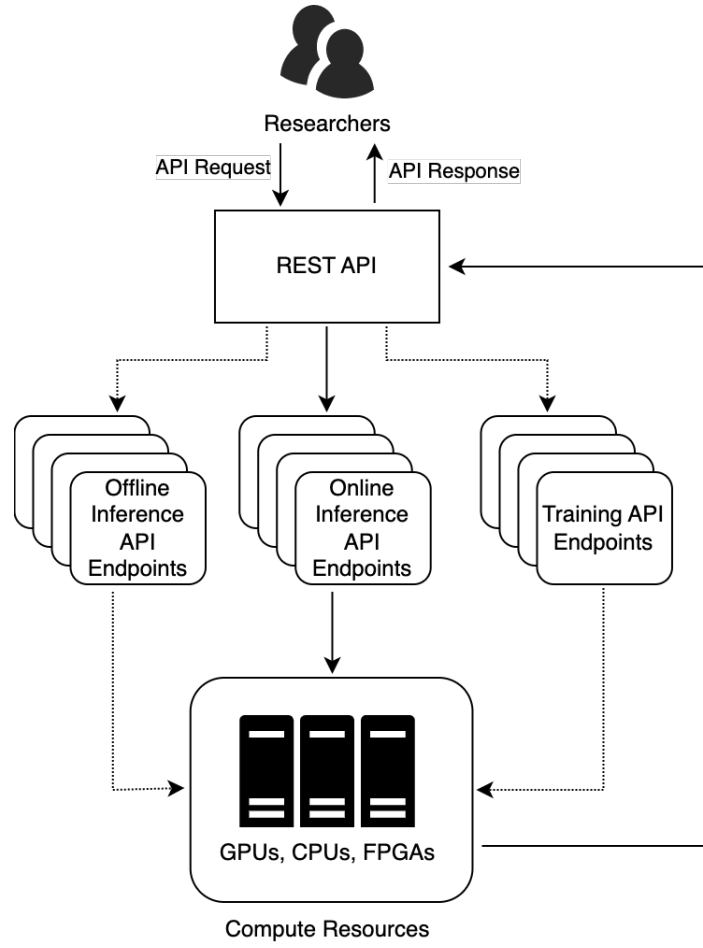 Researchers
API Request
API Response
REST API
Offline
Inference
API
Endpoints
Online
Inference
API
Endpoints
Training API
Endpoints
GPUs, CPUs, FPGAs
Compute Resources